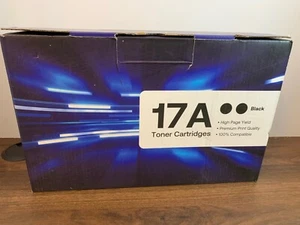 17A
Black
Toner Cartridges
• High Page Yield
• Premium Print Quality
• 100% Compatible